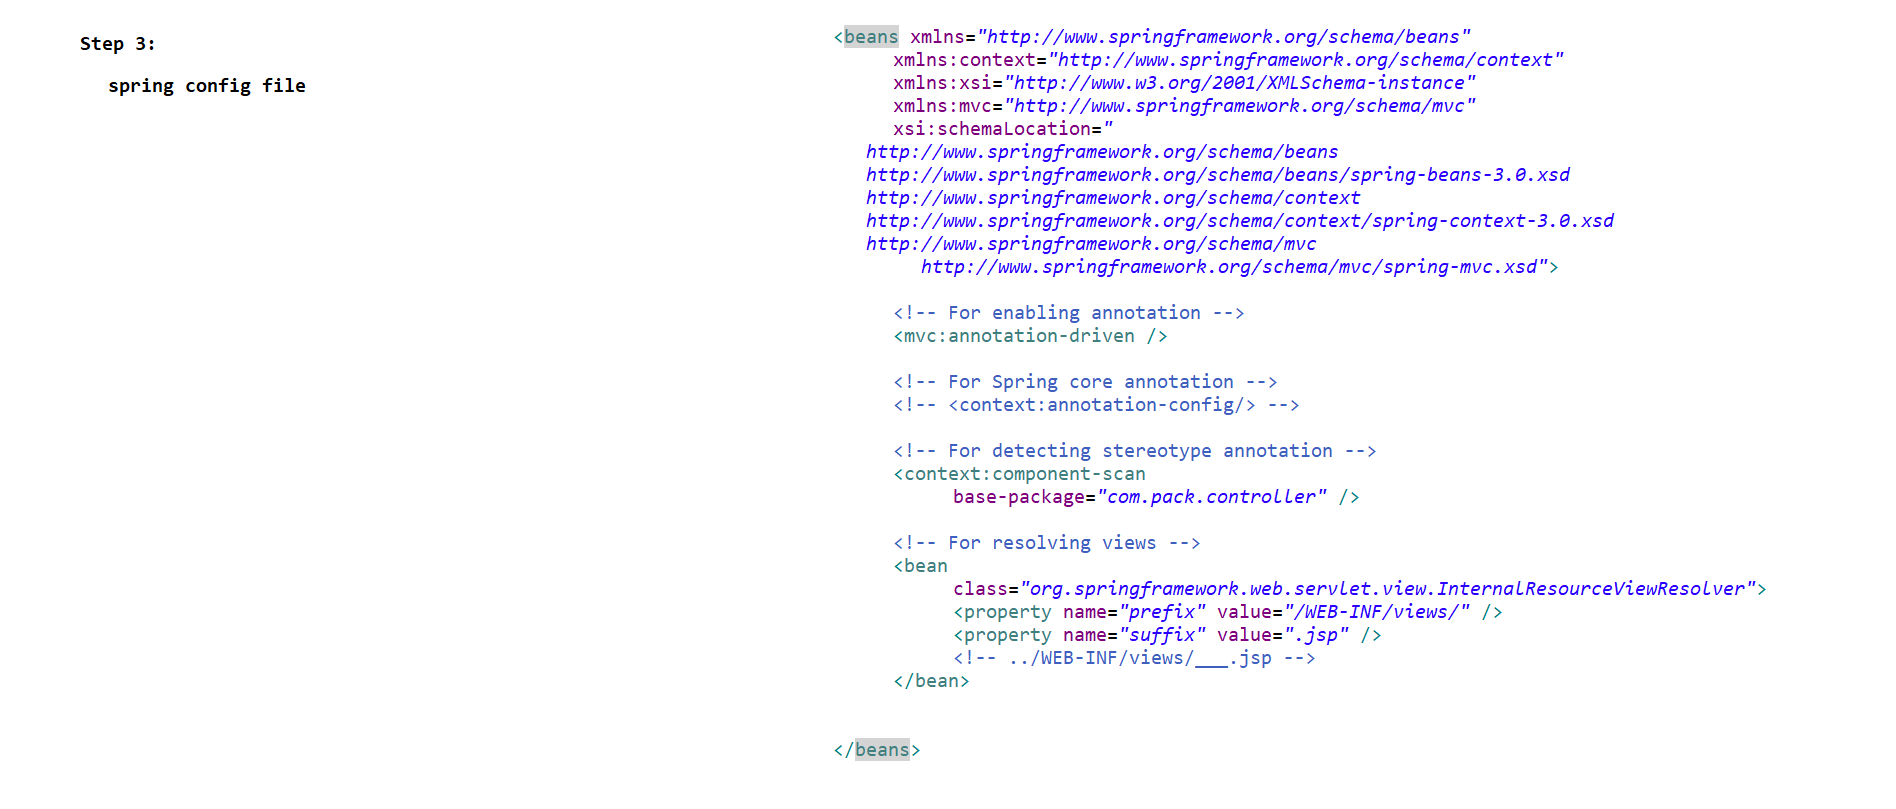 Step 3:
spring config file
<beans xmlns="http://www.springframework.org/schema/beans"
xmlns:context="http://www.springframework.org/schema/context"
xmlns:xsi="http://www.w3.org/2001/XMLSchema-instance"
xmlns:mvc="http://www.springframework.org/schema/mvc"
xsi:schemaLocation="
http://www.springframework.org/schema/beans
http://www.springframework.org/schema/beans/spring-beans-3.0.xsd
http://www.springframework.org/schema/context
http://www.springframework.org/schema/context/spring-context-3.0.xsd
http://www.springframework.org/schema/mvc
http://www.springframework.org/schema/mvc/spring-mvc.xsd">
<!-- For enabling annotation -->
<mvc:annotation-driven />
<!-- For Spring core annotation -->
<!-- <context:annotation-config/> -->
<!-- For detecting stereotype annotation -->
<context:component-scan
base-package="com.pack.controller" />
<!-- For resolving views -->
<bean
class="org.springframework.web.servlet.view.InternalResourceViewResolver">
<property name="prefix" value="/WEB-INF/views/" />
<property name="suffix" value=".jsp" />
<!-- ../WEB-INF/views/___.jsp -->
</bean>
</beans>